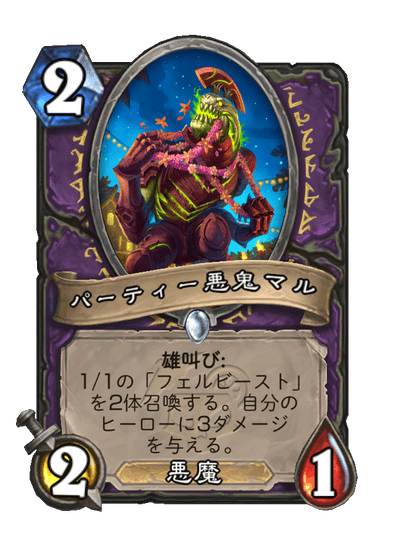 2
パーティー悪鬼マル
雄叫び:
1/1の「フェルビースト」
を2体召喚する。自分の
ヒーローに3ダメージ
を与える。
2
悪魔
1